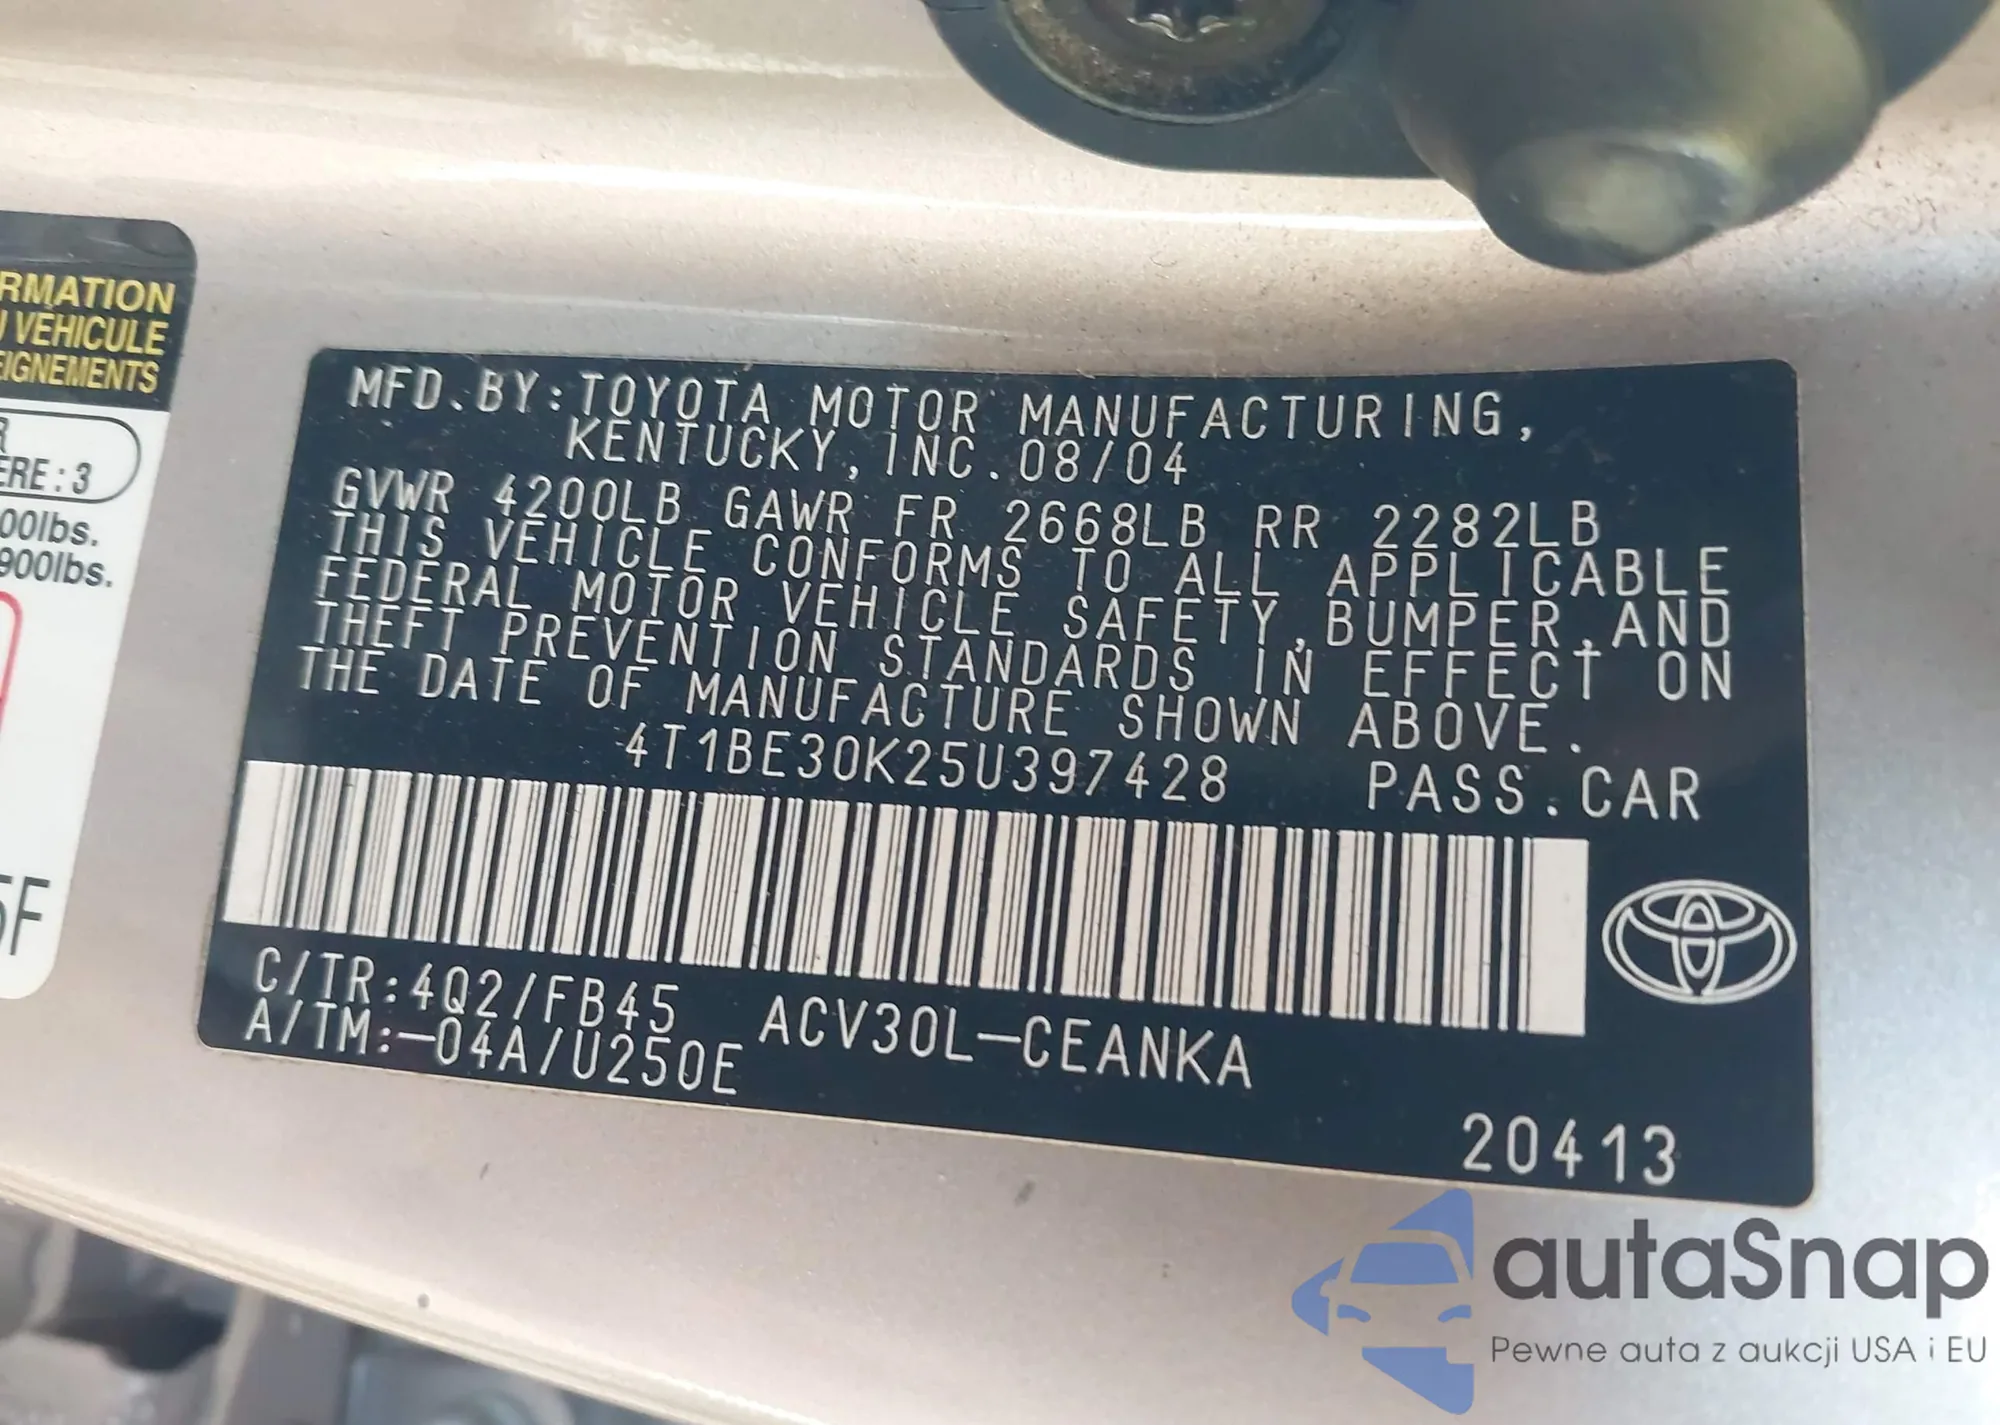 RMATION
VÉHICULE
EIGNEMENTS
ERE : 3
00lbs.
900lbs.
5F
MFD.BY:TOYOTA MOTOR MANUFACTURING,
KENTUCKY,INC.08/04
GVWR 4200LB GAWR FR 2668LB RR 2282LB
THIS VEHICLE CONFORMS TO ALL APPLICABLE
FEDERAL MOTOR VEHICLE SAFETY,BUMPER,AND
THEFT PREVENTION STANDARDS IN EFFECT ON
THE DATE OF MANUFACTURE SHOWN ABOVE.
4T1BE30K25U397428 PASS.CAR
C/TR:4Q2/FB45 ACV30L-CEANKA
A/TM:-04A/U250E
20413
autaSnap
Pewne auta z aukcji USA i EU